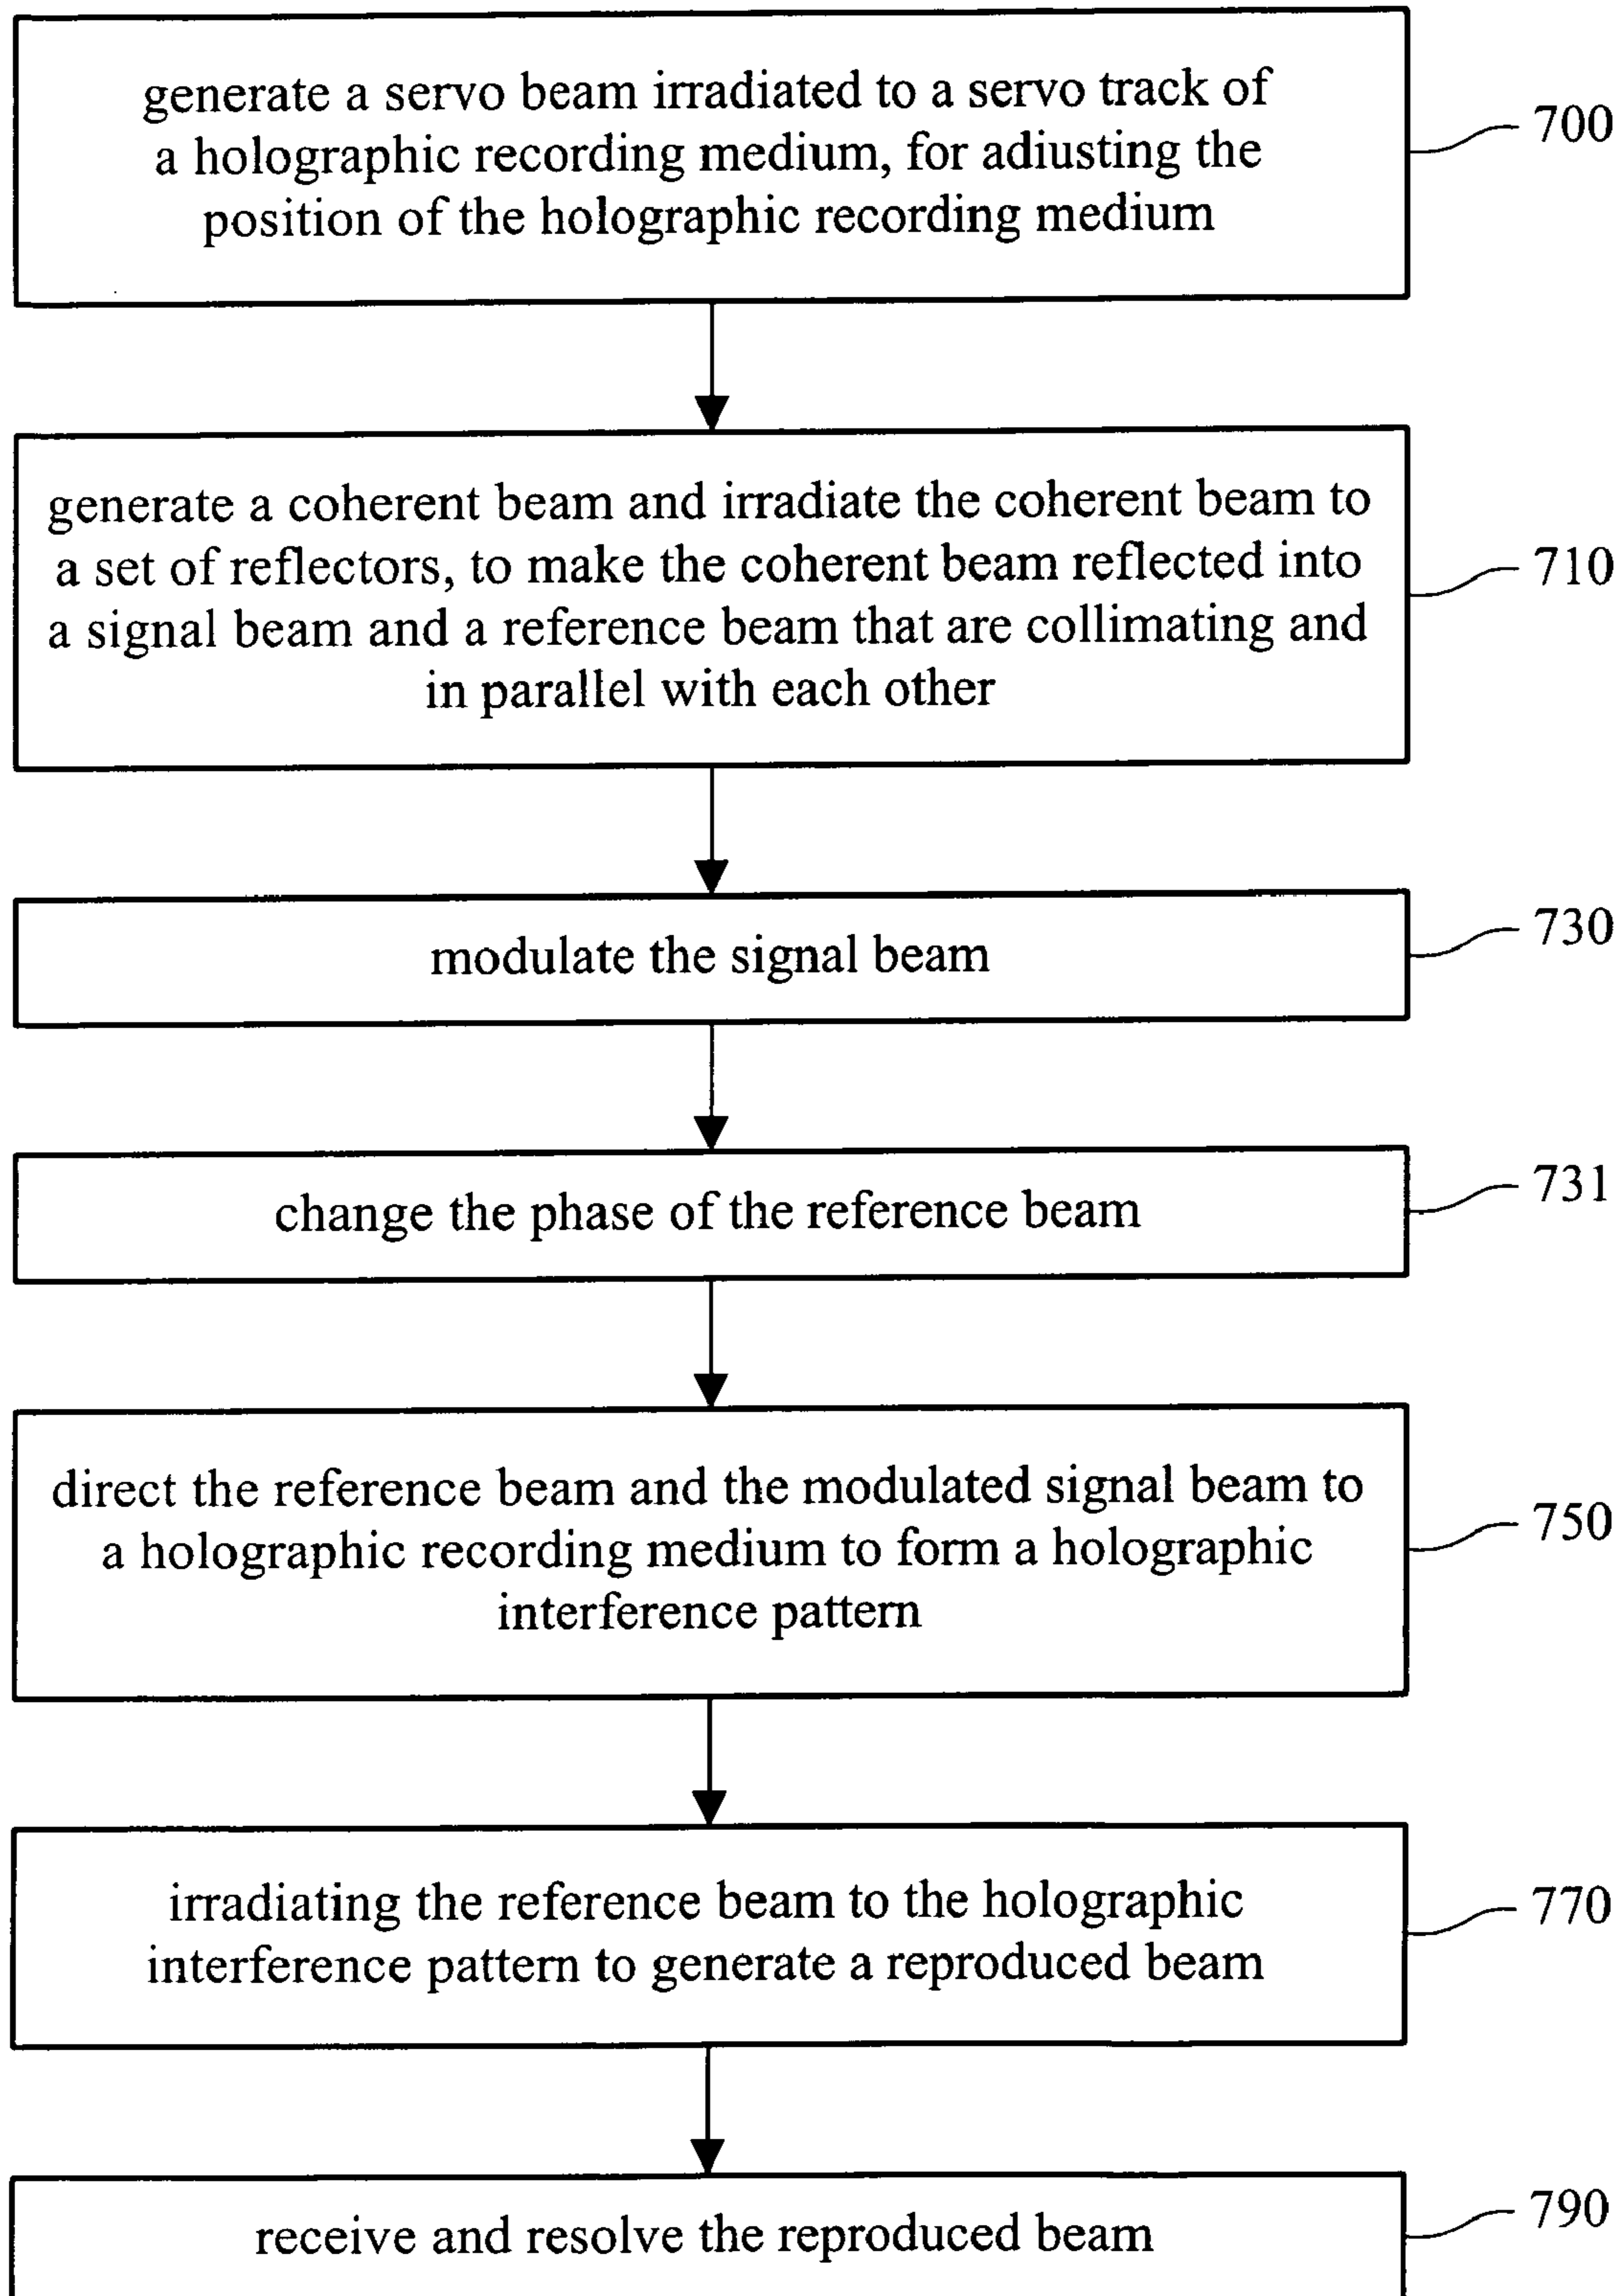 generate a servo beam irradiated to a servo track of
a holographic recording medium, for adiusting the
position of the holographic recording medium
700
generate a coherent beam and irradiate the coherent beam to
a set of reflectors, to make the coherent beam reflected into
a signal beam and a reference beam that are collimating and
in parallel with each other
710
modulate the signal beam
730
change the phase of the reference beam
731
direct the reference beam and the modulated signal beam to
a holographic recording medium to form a holographic
interference pattern
750
irradiating the reference beam to the holographic
interference pattern to generate a reproduced beam
770
receive and resolve the reproduced beam
790